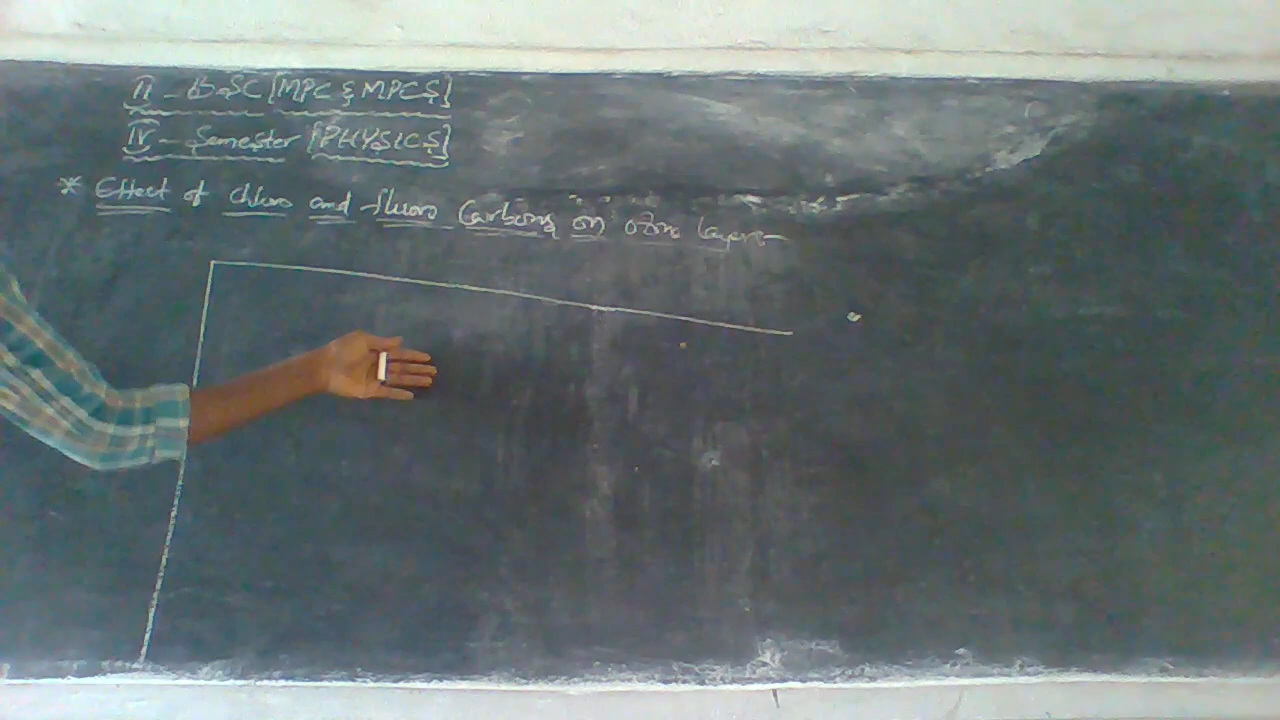 II - B.SC [MPC & MPCS]
IV - Semester [PHYSICS]
* Effect of Chloro and fluoro Carbons on ozone layer:-